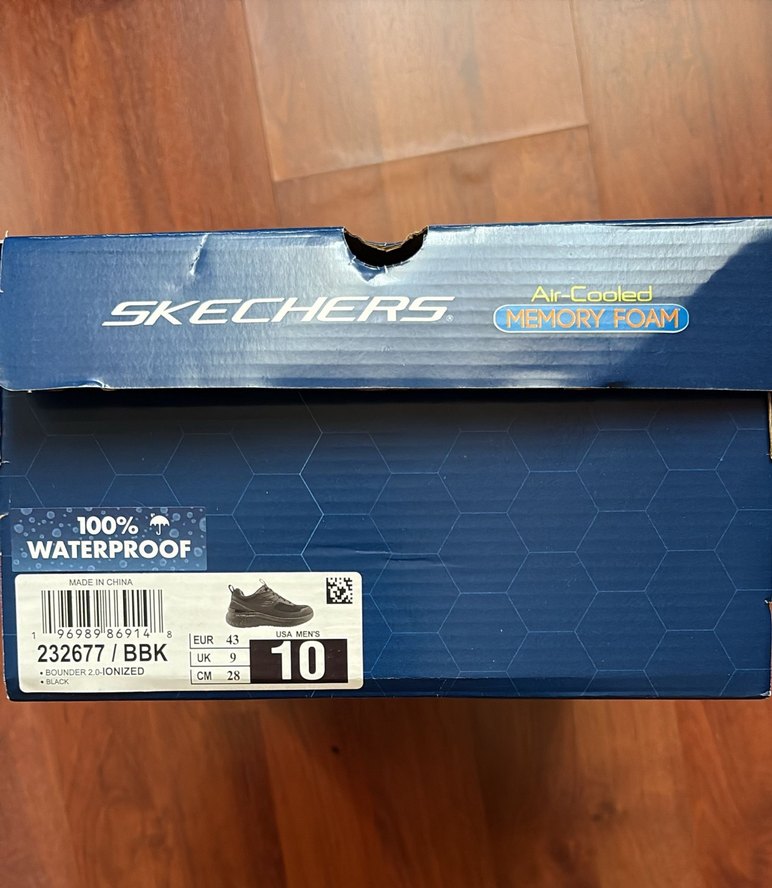 SKECHERS®
Air-Cooled
MEMORY FOAM
100%
WATERPROOF
MADE IN CHINA
1 96989 86914 8
232677 / BBK
• BOUNDER 2.0-IONIZED
• BLACK
EUR 43
UK 9
CM 28
USA MEN'S
10